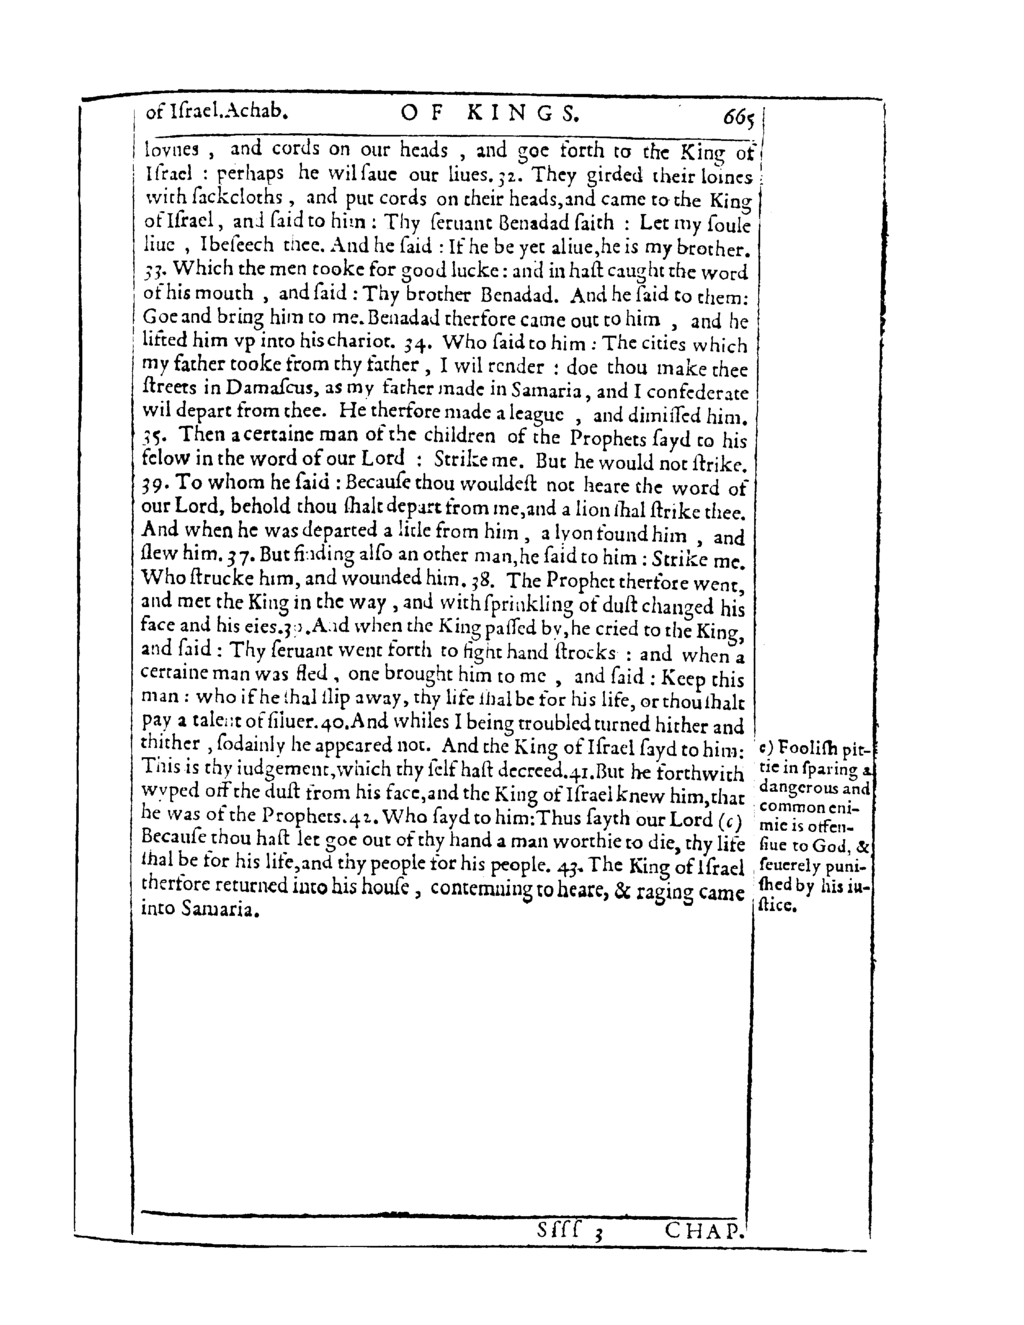 of Iſrael.Achab. OF KINGS. 665
lovnes , and cords on our heads , and goe forth to the King of
Iſrael : perhaps he wil ſaue our liues. 32. They girded their loines
with ſackcloths , and put cords on their heads, and came to the King
of Iſrael , and ſaid to him : Thy ſeruant Benadad ſaith : Let my ſoule
liue , I beſeech thee. And he ſaid : If he be yet aliue, he is my brother.
33. Which the men tooke for good lucke : and in haſt caught the word
of his mouth , and ſaid : Thy brother Benadad. And he ſaid to them:
Goe and bring him to me. Benadad therfore came out to him , and he
lifted him vp into his chariot. 34. Who ſaid to him : The cities which
my father tooke from thy father , I wil render : doe thou make thee
ſtreets in Damaſcus, as my father made in Samaria , and I confederate
wil depart from thee. He therfore made a league , and dimiſſed him.
35. Then a certaine man of the children of the Prophets ſayd to his
felow in the word of our Lord : Strike me. But he would not ſtrike.
39. To whom he ſaid : Becauſe thou wouldeſt not heare the word of
our Lord, behold thou ſhalt depart from me, and a lion ſhal ſtrike thee.
And when he was departed a litle from him , a lyon found him , and
ſlew him. 37. But finding alſo an other man, he ſaid to him : Strike me.
Who ſtrucke him, and wounded him. 38. The Prophet therfore went,
and met the King in the way , and with ſprinkling of duſt changed his
face and his eies. 39. And when the King paſſed by, he cried to the King,
and ſaid : Thy ſeruant went forth to fight hand ſtrocks : and when a
certaine man was fled , one brought him to me , and ſaid : Keep this
man : who if he ſhal ſlip away, thy life ſhal be for his life, or thou ſhalt
pay a talent of ſiluer. 40. And whiles I being troubled turned hither and
thither , ſodainly he appeared not. And the King of Iſrael ſayd to him:
This is thy iudgement, which thy ſelf haſt decreed. 41. But he forthwith
wyped off the duſt from his face, and the King of Iſrael knew him, that
he was of the Prophets. 42. Who ſayd to him: Thus ſayth our Lord (c)
Becauſe thou haſt let goe out of thy hand a man worthie to die, thy life
ſhal be for his life, and thy people for his people. 43. The King of Iſrael
therfore returned into his houſe , contemning to heare, & raging came
into Samaria.
c) Fooliſh pit-
tie in ſparing a
dangerous and
common eni-
mie is offen-
ſiue to God, &
ſeuerely puni-
ſhed by his iu-
ſtice.
Sſſſ 3 CHAP.